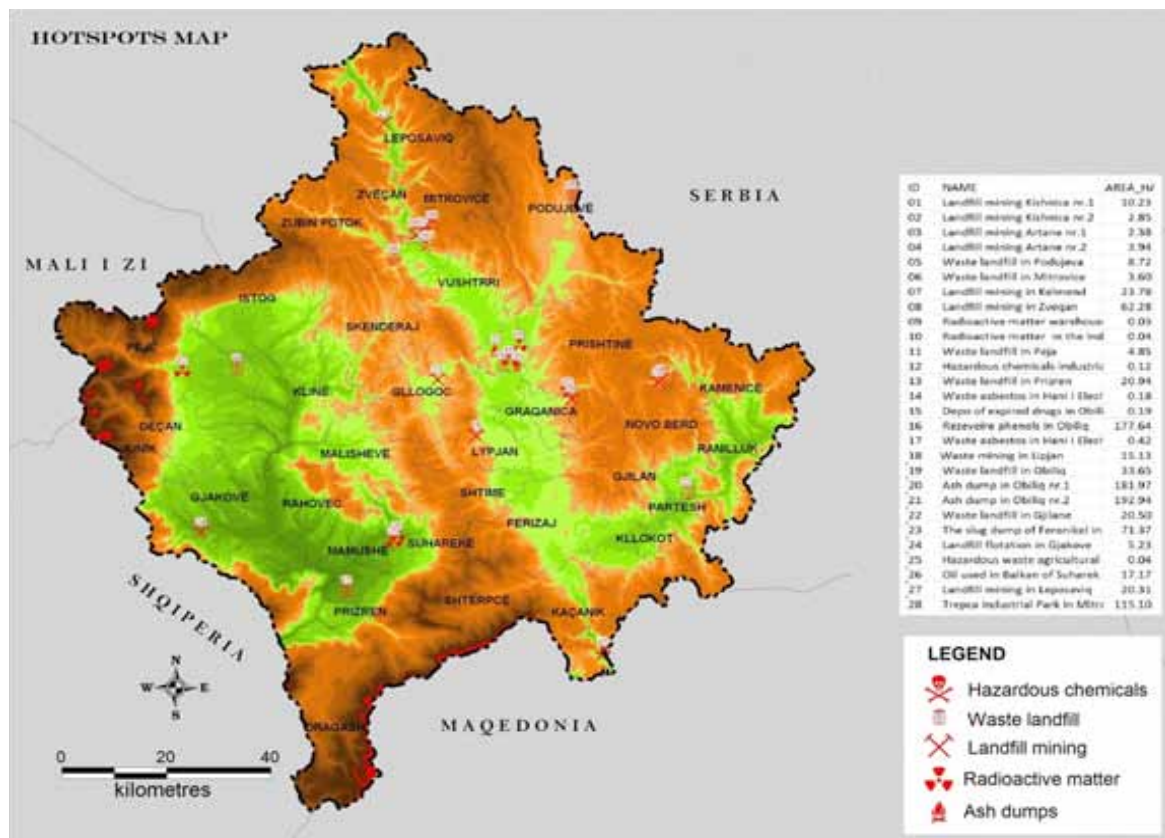 HOTSPOTS MAP
LEPOSAVIQ
ZVEÇAN
MITROVICE
ZUBIN POTOK
PODUJEVË
SERBIA
MALI I ZI
VUSHTRRI
ISTOG
SKENDERAJ
PRISHTINE
KLINE
GLLOGOC
KAMENICE
GRAQANICA
DEÇAN
NOVO BERD
JUNIK
LYPJAN
RANILLUK
MALISHEVE
GJILAN
GJAKOVË
RAHOVEC
SHTIME
PARTESH
FERIZAJ
MAMUSHE
SUHAREKE
KLLOKOT
SHTERPCE
PRIZREN
KAÇANIK
SHQIPERIA
DRAGASH
MAQEDONIA
N
W E
S
0 20 40
kilometres
ID NAME AREA_H
01 Landfill mining Kishnica nr.1 10.23
02 Landfill mining Kishnica nr.2 2.85
03 Landfill mining Artane nr.1 2.38
04 Landfill mining Artane nr.2 3.94
05 Waste landfill in Podujeva 8.72
06 Waste landfill in Mitrovice 3.60
07 Landfill mining in Kelmend 23.78
08 Landfill mining in Zveqan 62.28
09 Radioactive matter warehouse
10 Radioactive matter in the ind 0.04
11 Waste landfill in Peja 4.85
12 Hazardous chemicals industric 0.12
13 Waste landfill in Prizren 20.94
14 Waste asbestos in Hani i Elezi 0.18
15 Depo of expired drugs in Obili 0.19
16 Rezevoire phenols in Obiliq 177.64
17 Waste asbestos in Hani i Elezi 0.42
18 Waste mining in Lipjan 15.13
19 Waste landfill in Obiliq 33.65
20 Ash dump in Obiliq nr.1 181.97
21 Ash dump in Obiliq nr.2 192.94
22 Waste landfill in Gjilane 20.50
23 The slug dump of Feronikel in 71.37
24 Landfill flotation in Gjakove 5.23
25 Hazardous waste agricultural 0.04
26 Oil used in Balkan of Suharek 17.17
27 Landfill mining in Leposaviq 20.31
28 Trepca Industrial Park in Mitro 115.10
LEGEND
Hazardous chemicals
Waste landfill
Landfill mining
Radioactive matter
Ash dumps